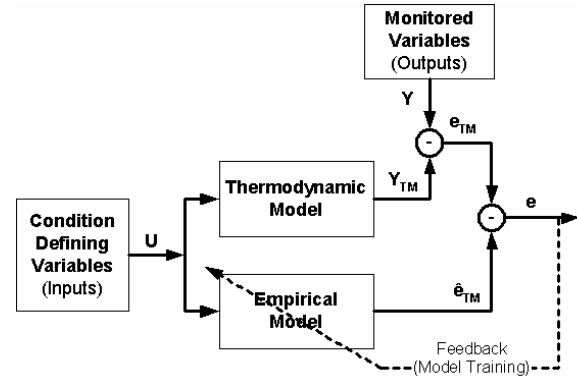 Monitored
Variables
(Outputs)
Y
e_TM
Thermodynamic
Model
Y_TM
e
Condition
Defining
Variables
(Inputs)
U
Empirical
Model
ê_TM
Feedback
(Model Training)